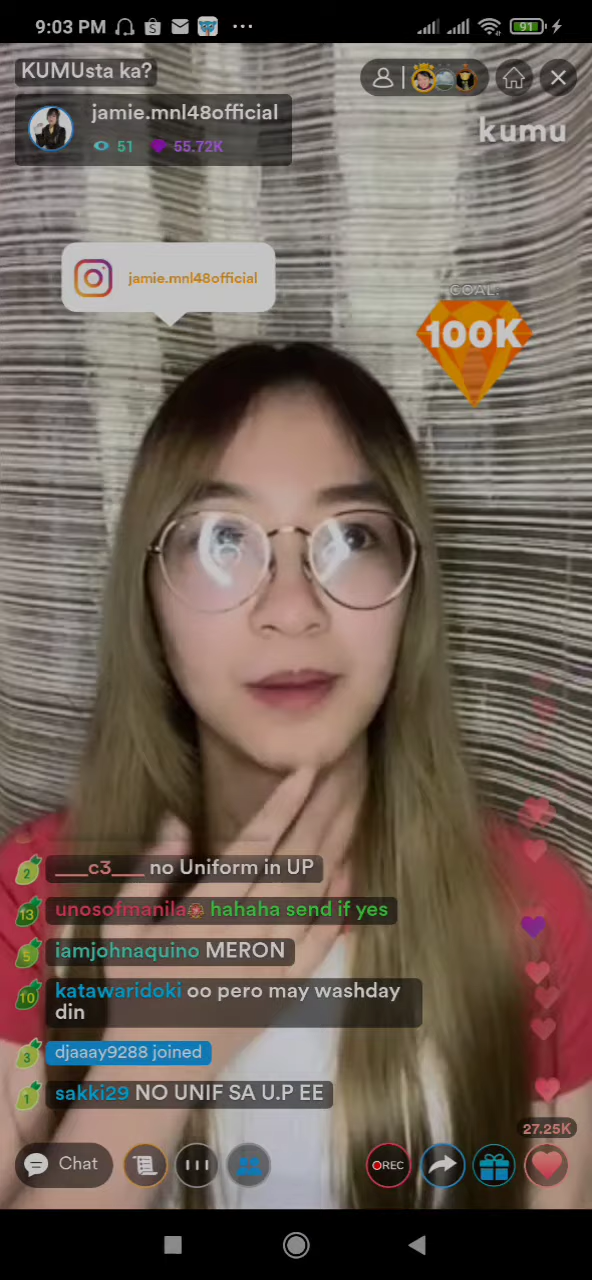 9:03 PM
S
91
KUMUsta ka?
jamie.mnl48official
51 55.72K
kumu
jamie.mnl48official
GOAL:
100K
2 ___c3___ no Uniform in UP
13 unosofmanila hahaha send if yes
5 iamjohnaquino MERON
10 katawaridoki oo pero may washday
din
3 djaaay9288 joined
1 sakki29 NO UNIF SA U.P EE
27.25K
Chat
REC